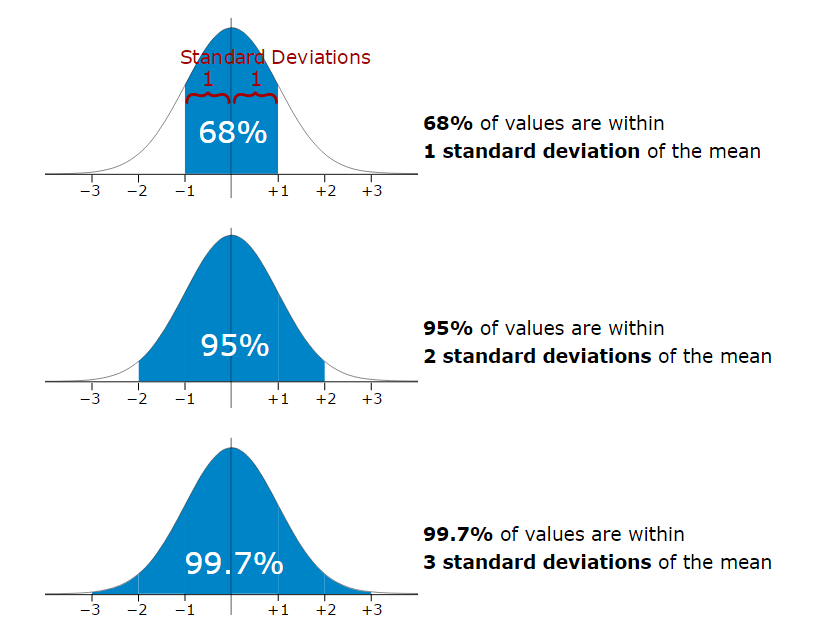 Standard Deviations
1 1
68%
−3 −2 −1 +1 +2 +3
68% of values are within
1 standard deviation of the mean
95%
−3 −2 −1 +1 +2 +3
95% of values are within
2 standard deviations of the mean
99.7%
−3 −2 −1 +1 +2 +3
99.7% of values are within
3 standard deviations of the mean